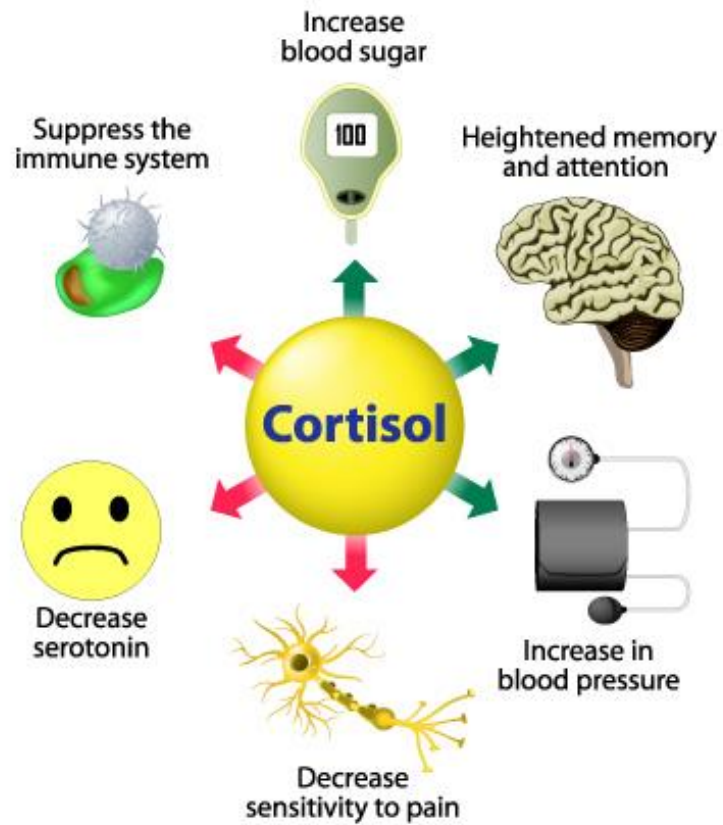 Increase
blood sugar
100
Suppress the
immune system
Heightened memory
and attention
Cortisol
Decrease
serotonin
Increase in
blood pressure
Decrease
sensitivity to pain